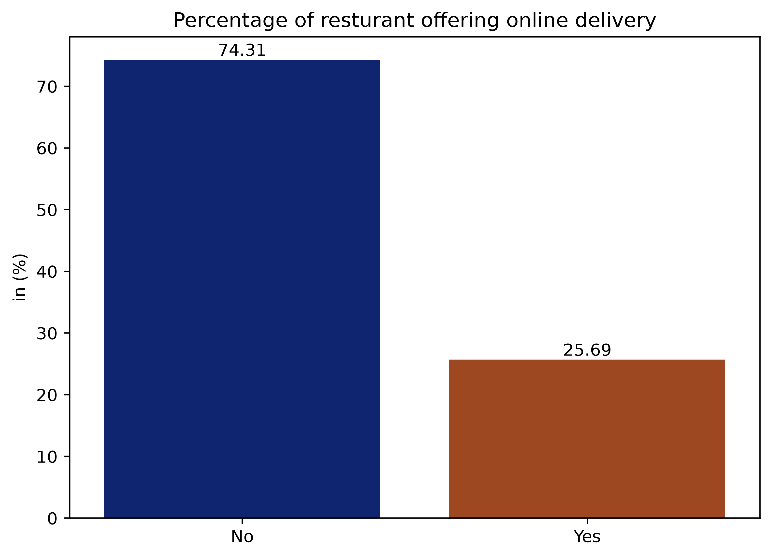 Percentage of resturant offering online delivery
74.31
70
60
50
40
30
20
10
0
in (%)
25.69
No
Yes